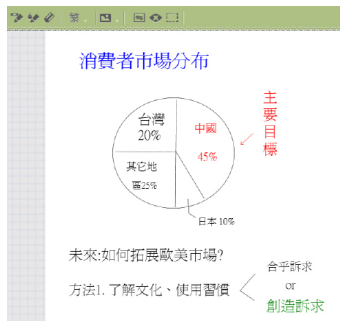 消費者市場分布
台灣
20%
中國
45%
主要目標
其它地
區25%
日本10%
未來:如何拓展歐美市場?
方法1. 了解文化、使用習慣
合乎訴求
or
創造訴求